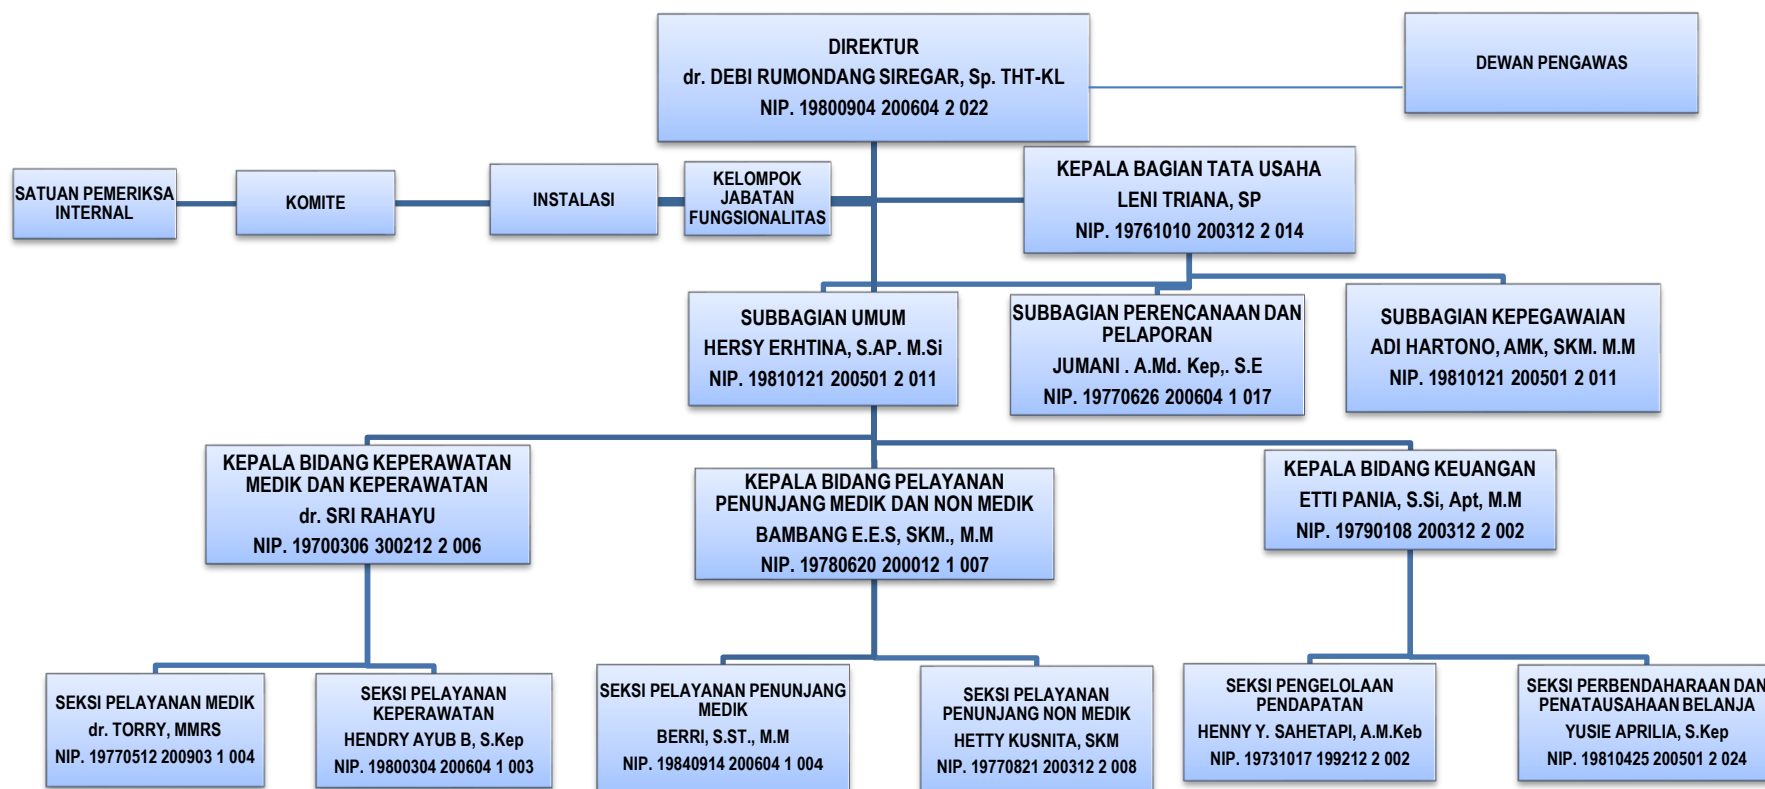 DIREKTUR
dr. DEBI RUMONDANG SIREGAR, Sp. THT-KL
NIP. 19800904 200604 2 022
DEWAN PENGAWAS
SATUAN PEMERIKSA
INTERNAL
KOMITE
INSTALASI
KELOMPOK
JABATAN
FUNGSIONALITAS
KEPALA BAGIAN TATA USAHA
LENI TRIANA, SP
NIP. 19761010 200312 2 014
SUBBAGIAN UMUM
HERSY ERHTINA, S.AP. M.Si
NIP. 19810121 200501 2 011
SUBBAGIAN PERENCANAAN DAN
PELAPORAN
JUMANI . A.Md. Kep,. S.E
NIP. 19770626 200604 1 017
SUBBAGIAN KEPEGAWAIAN
ADI HARTONO, AMK, SKM. M.M
NIP. 19810121 200501 2 011
KEPALA BIDANG KEPERAWATAN
MEDIK DAN KEPERAWATAN
dr. SRI RAHAYU
NIP. 19700306 300212 2 006
KEPALA BIDANG PELAYANAN
PENUNJANG MEDIK DAN NON MEDIK
BAMBANG E.E.S, SKM., M.M
NIP. 19780620 200012 1 007
KEPALA BIDANG KEUANGAN
ETTI PANIA, S.Si, Apt, M.M
NIP. 19790108 200312 2 002
SEKSI PELAYANAN MEDIK
dr. TORRY, MMRS
NIP. 19770512 200903 1 004
SEKSI PELAYANAN
KEPERAWATAN
HENDRY AYUB B, S.Kep
NIP. 19800304 200604 1 003
SEKSI PELAYANAN PENUNJANG
MEDIK
BERRI, S.ST., M.M
NIP. 19840914 200604 1 004
SEKSI PELAYANAN
PENUNJANG NON MEDIK
HETTY KUSNITA, SKM
NIP. 19770821 200312 2 008
SEKSI PENGELOLAAN
PENDAPATAN
HENNY Y. SAHETAPI, A.M.Keb
NIP. 19731017 199212 2 002
SEKSI PERBENDAHARAAN DAN
PENATAUSAHAAN BELANJA
YUSIE APRILIA, S.Kep
NIP. 19810425 200501 2 024